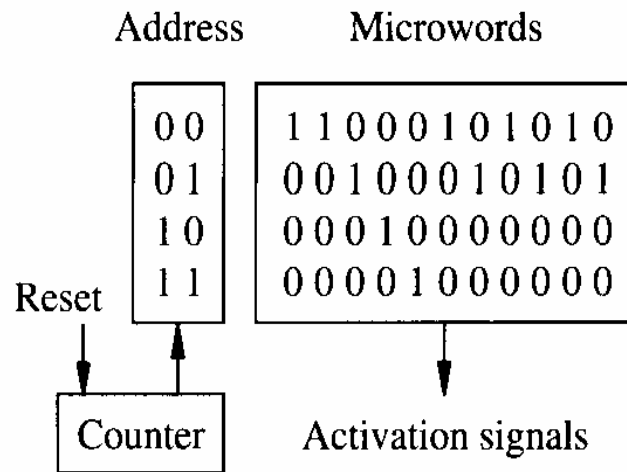 Address Microwords
0 0 1 1 0 0 0 1 0 1 0 1 0
0 1 0 0 1 0 0 0 1 0 1 0 1
1 0 0 0 0 1 0 0 0 0 0 0 0
1 1 0 0 0 0 1 0 0 0 0 0 0
Reset
Counter Activation signals